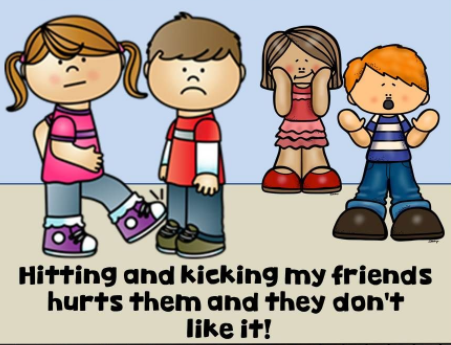 Hitting and kicking my friends
hurts them and they don't
like it!